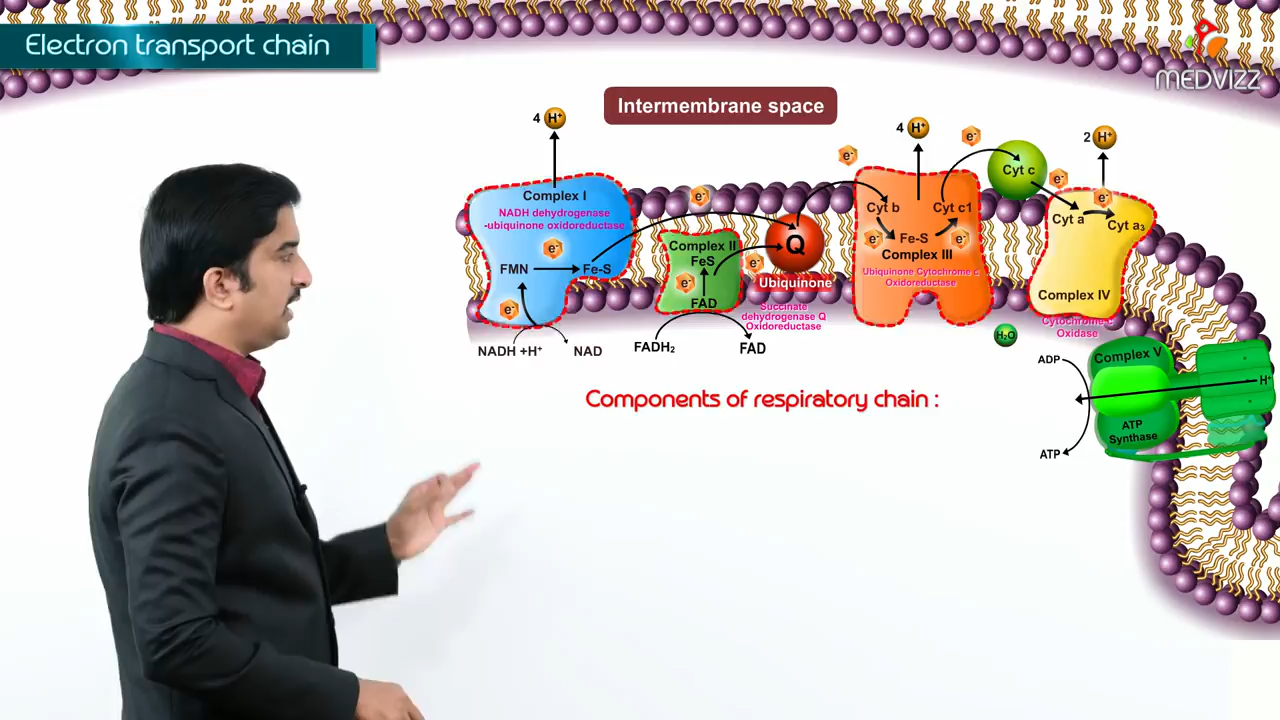 Electron transport chain
MEDVIZZ
Intermembrane space
4 H⁺
4 H⁺
2 H⁺
e⁻
e⁻
e⁻
e⁻
e⁻
Cyt c
Complex I
NADH dehydrogenase
-ubiquinone oxidoreductase
e⁻
FMN
Fe-S
e⁻
NADH +H⁺
NAD
Complex II
FeS
e⁻
FAD
FADH₂
FAD
e⁻
Q
Ubiquinone
Succinate
dehydrogenase Q
Oxidoreductase
Cyt b
Cyt c1
e⁻
Fe-S
e⁻
Complex III
Ubiquinone Cytochrome c
Oxidoreductase
Cyt a
Cyt a₃
Complex IV
Cytochrome C
Oxidase
H₂O
ADP
ATP
Complex V
H⁺
ATP
Synthase
Components of respiratory chain :